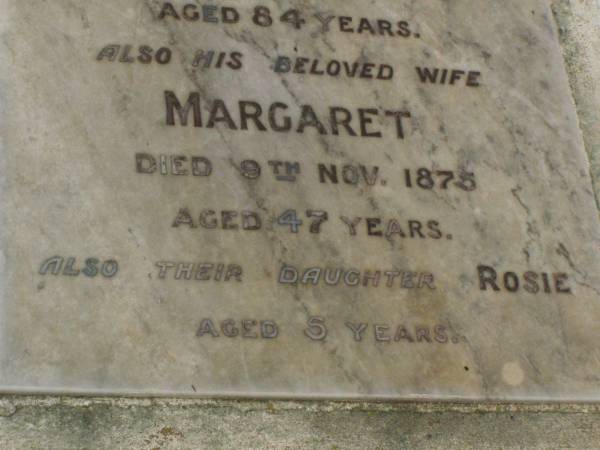 AGED 84 YEARS.
ALSO HIS BELOVED WIFE
MARGARET
DIED 9TH NOV. 1875
AGED 47 YEARS.
ALSO THEIR DAUGHTER ROSIE
AGED 5 YEARS.